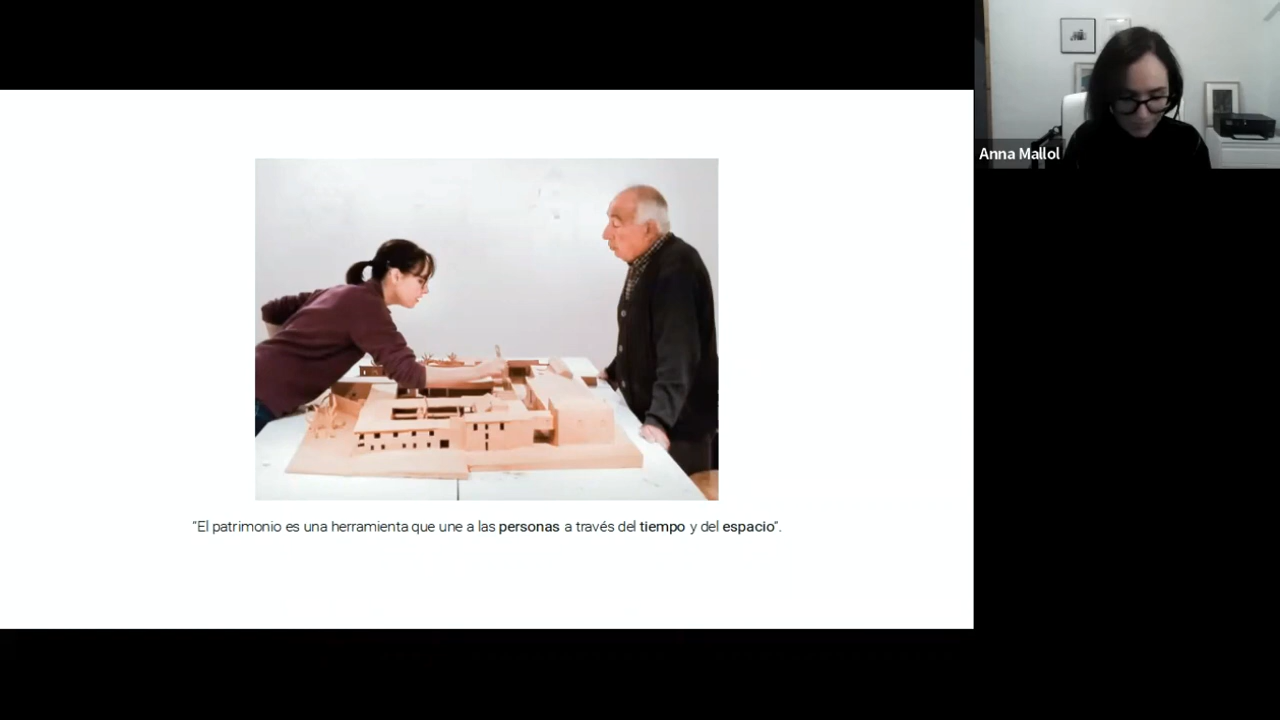 Anna Mallol
“El patrimonio es una herramienta que une a las personas a través del tiempo y del espacio”.